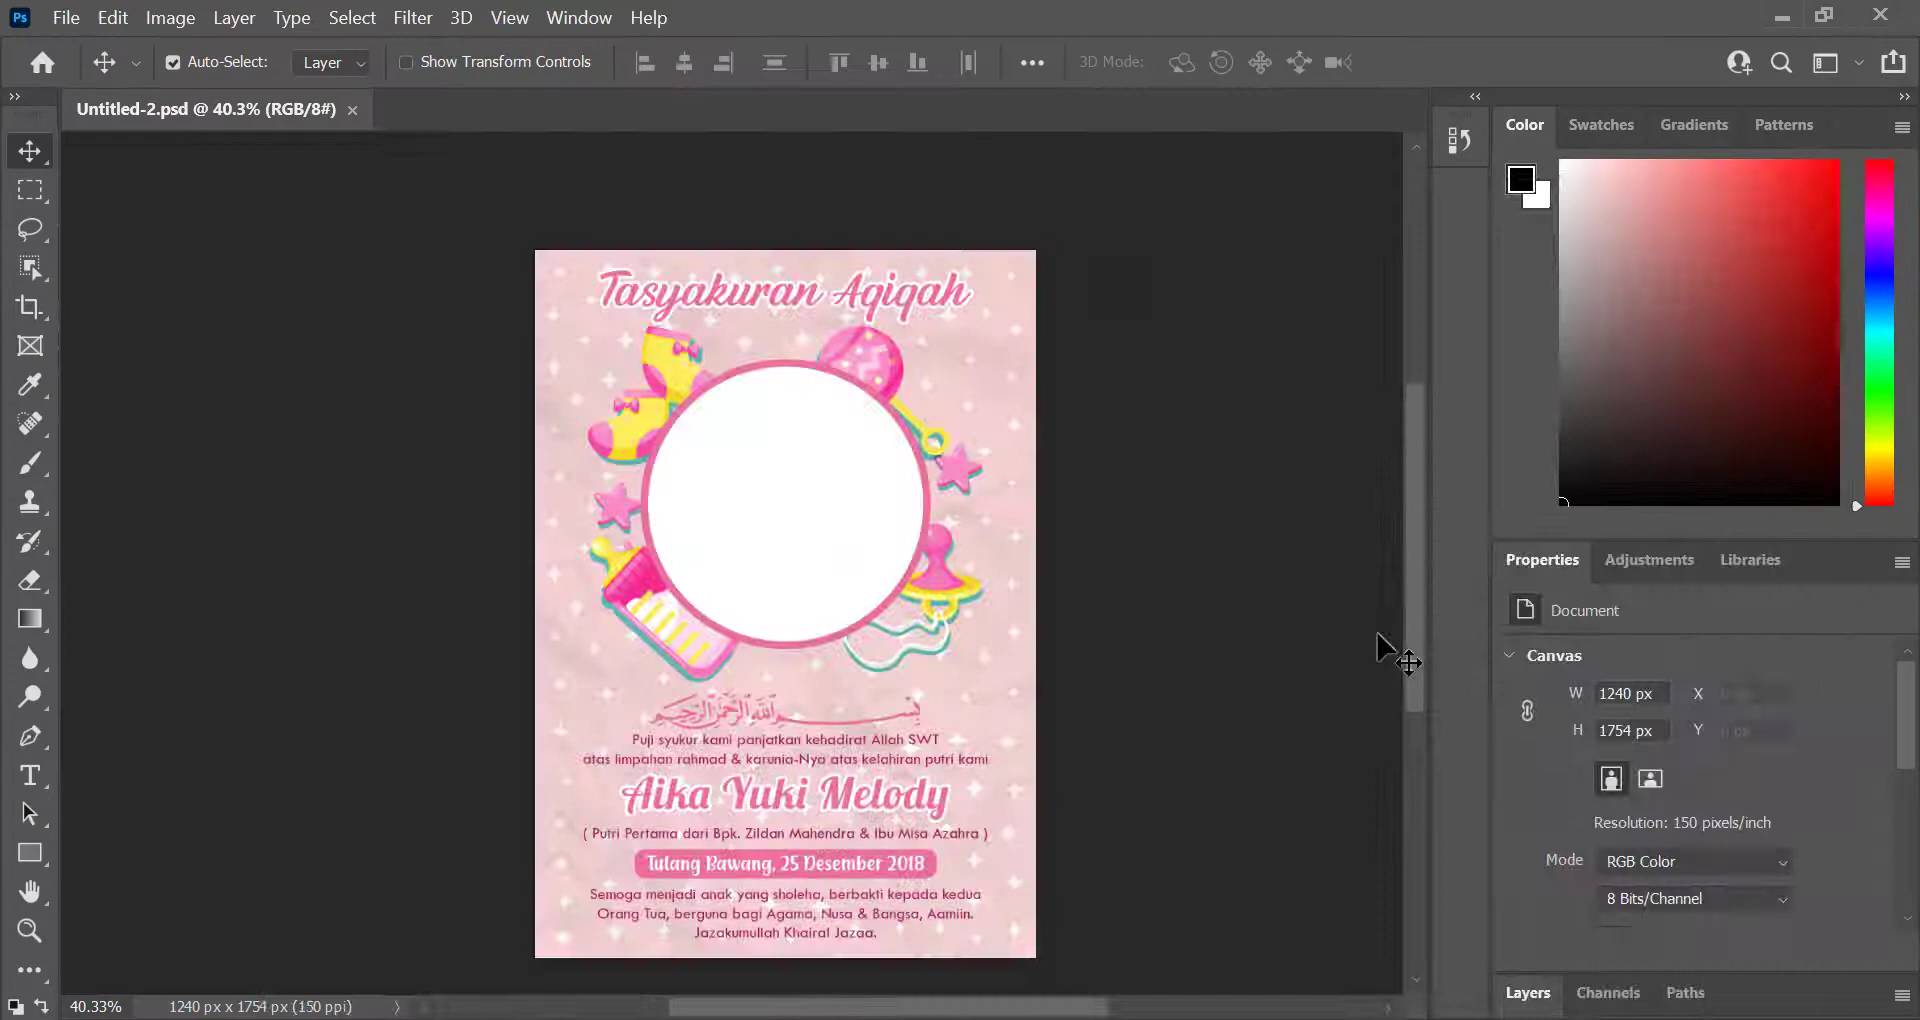 Ps File Edit Image Layer Type Select Filter 3D View Window Help
Auto-Select: Layer Show Transform Controls 3D Mode:
Untitled-2.psd @ 40.3% (RGB/8#)
Color Swatches Gradients Patterns
Tasyakuran Aqiqah
بسم الله الرحمن الرحيم
Puji syukur kami panjatkan kehadirat Allah SWT
atas limpahan rahmad & karunia-Nya atas kelahiran putri kami
Aika Yuki Melody
( Putri Pertama dari Bpk. Zildan Mahendra & Ibu Misa Azahra )
Tulang Bawang, 25 Desember 2018
Semoga menjadi anak yang sholeha, berbakti kepada kedua
Orang Tua, berguna bagi Agama, Nusa & Bangsa, Aamiin.
Jazakumullah Khairal Jazaa.
Properties Adjustments Libraries
Document
Canvas
W 1240 px X
H 1754 px Y
Resolution: 150 pixels/inch
Mode RGB Color
8 Bits/Channel
Layers Channels Paths
40.33% 1240 px x 1754 px (150 ppi)